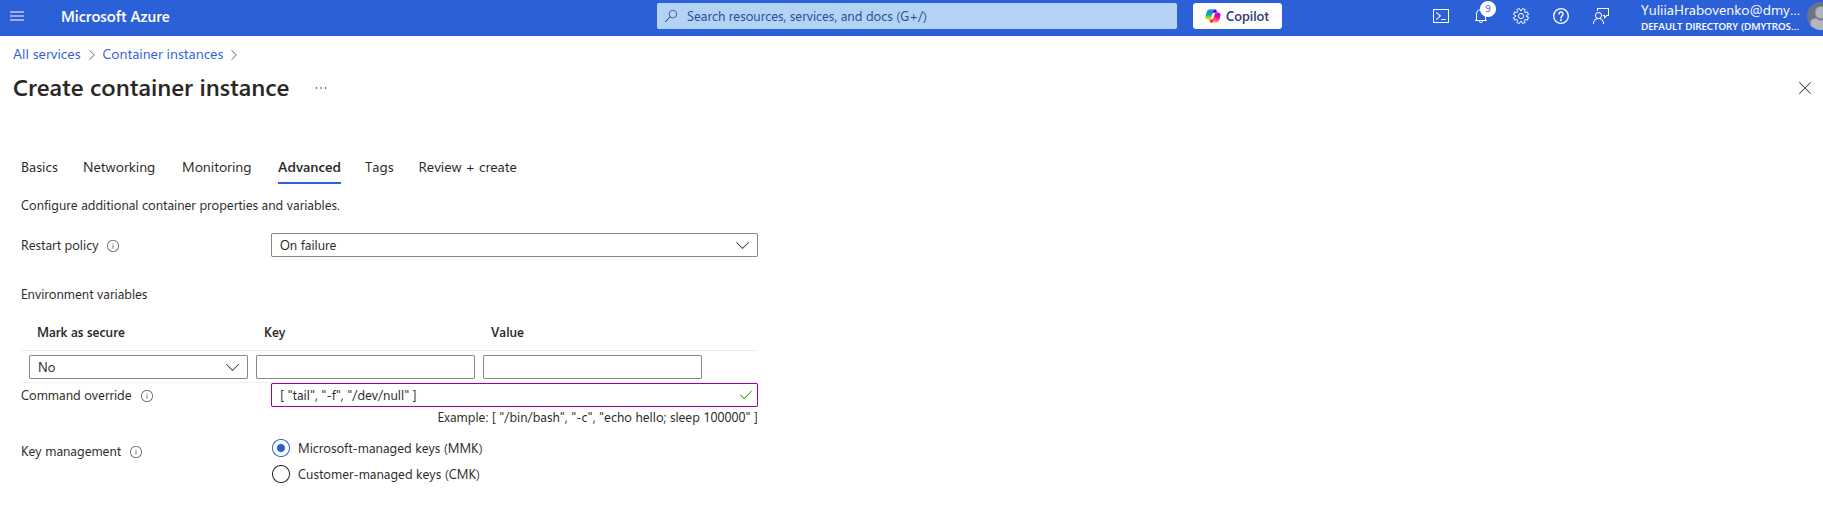 Microsoft Azure
Search resources, services, and docs (G+/)
Copilot
9
YuliiaHrabovenko@dmy...
DEFAULT DIRECTORY (DMYTROS...
All services > Container instances >
Create container instance ...
Basics Networking Monitoring Advanced Tags Review + create
Configure additional container properties and variables.
Restart policy On failure
Environment variables
Mark as secure Key Value
No
Command override [ "tail", "-f", "/dev/null" ]
Example: [ "/bin/bash", "-c", "echo hello; sleep 100000" ]
Key management Microsoft-managed keys (MMK)
Customer-managed keys (CMK)